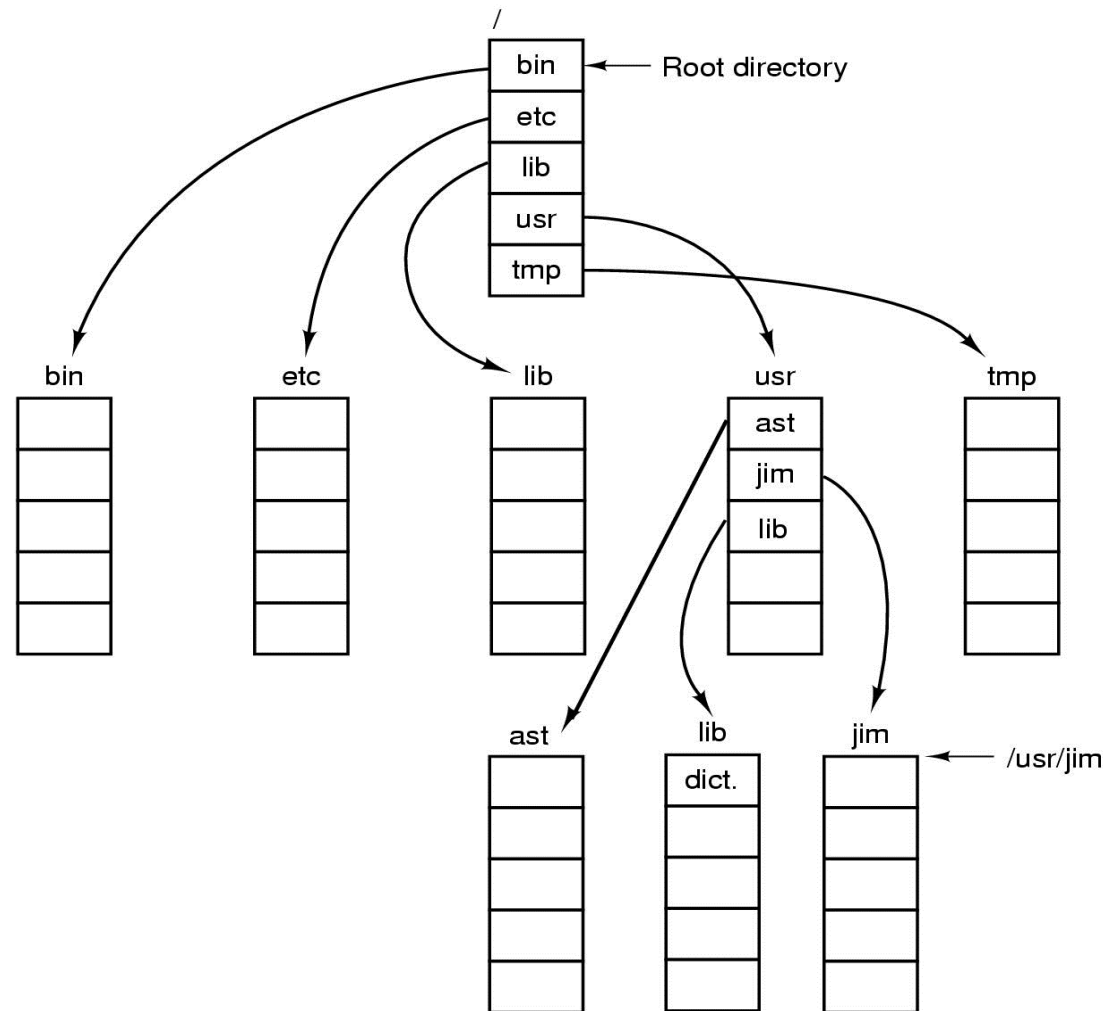 /
bin
Root directory
etc
lib
usr
tmp
bin
etc
lib
usr
tmp
ast
jim
lib
ast
lib
jim
/usr/jim
dict.